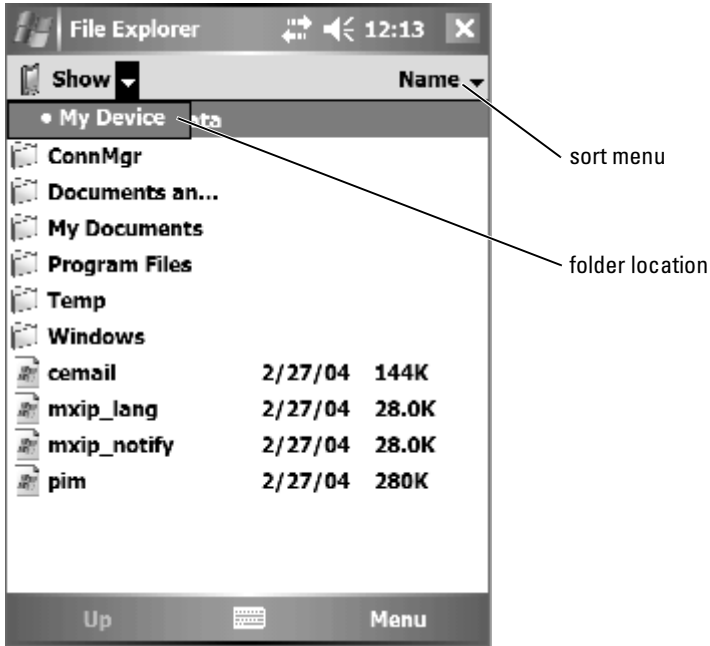 File Explorer 12:13
Show Name
• My Device ata
ConnMgr
Documents an...
My Documents
Program Files
Temp
Windows
cemail 2/27/04 144K
mxip_lang 2/27/04 28.0K
mxip_notify 2/27/04 28.0K
pim 2/27/04 280K
Up Menu
sort menu
folder location